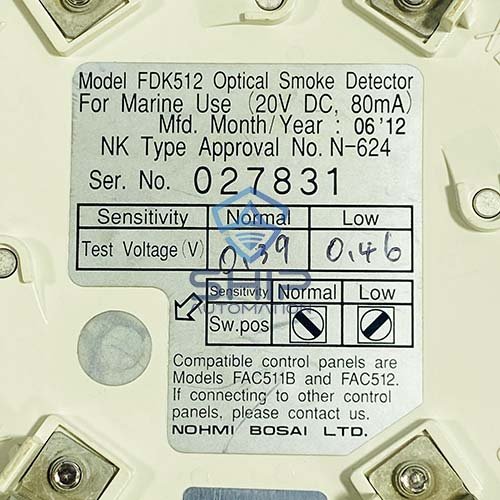 Model FDK512 Optical Smoke Detector
For Marine Use (20V DC, 80mA)
Mfd. Month/Year : 06'12
NK Type Approval No. N-624
Ser. No. 027831
Sensitivity Normal Low
Test Voltage(V) 0.39 0.46
SHIP
AUTOMATION
Sensitivity Normal Low
Sw.pos
Compatible control panels are
Models FAC511B and FAC512.
If connecting to other control
panels, please contact us.
NOHMI BOSAI LTD.